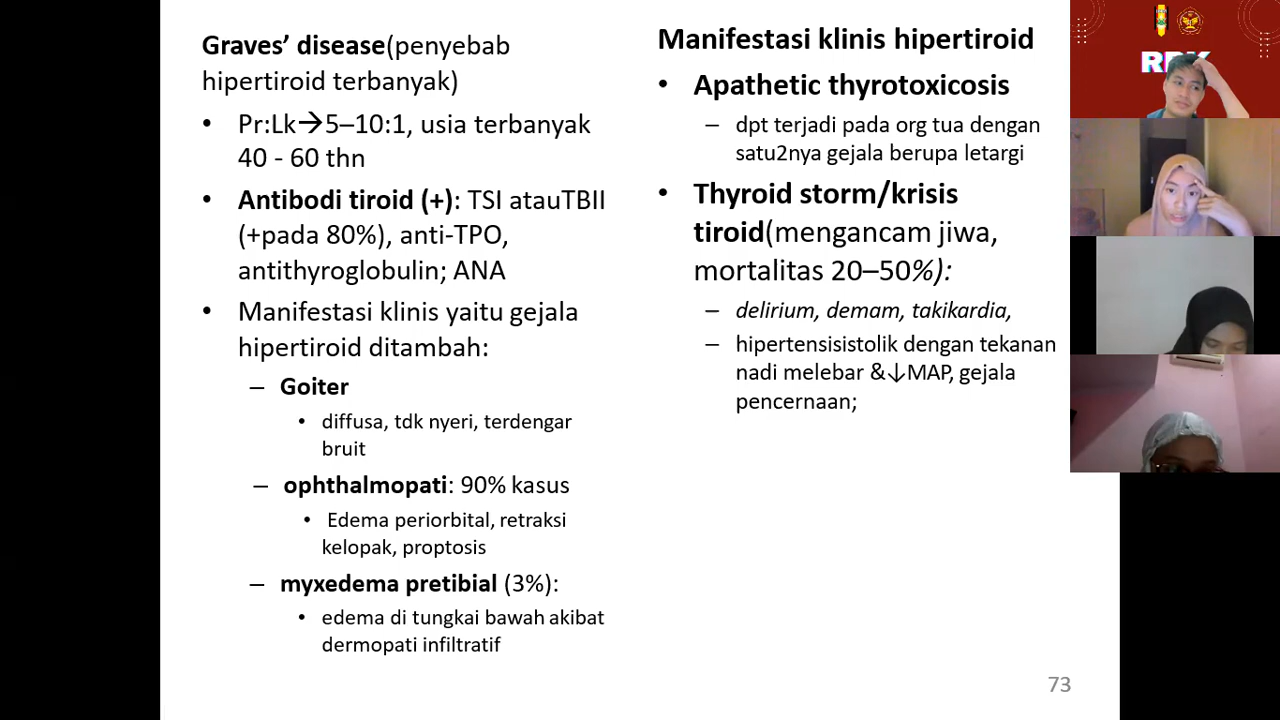 Graves’ disease(penyebab
hipertiroid terbanyak)
• Pr:Lk→5–10:1, usia terbanyak
40 - 60 thn
• Antibodi tiroid (+): TSI atauTBII
(+pada 80%), anti-TPO,
antithyroglobulin; ANA
• Manifestasi klinis yaitu gejala
hipertiroid ditambah:
– Goiter
• diffusa, tdk nyeri, terdengar
bruit
– ophthalmopati: 90% kasus
• Edema periorbital, retraksi
kelopak, proptosis
– myxedema pretibial (3%):
• edema di tungkai bawah akibat
dermopati infiltratif
Manifestasi klinis hipertiroid
• Apathetic thyrotoxicosis
– dpt terjadi pada org tua dengan
satu2nya gejala berupa letargi
• Thyroid storm/krisis
tiroid(mengancam jiwa,
mortalitas 20–50%):
– delirium, demam, takikardia,
– hipertensisistolik dengan tekanan
nadi melebar &↓MAP, gejala
pencernaan;
73